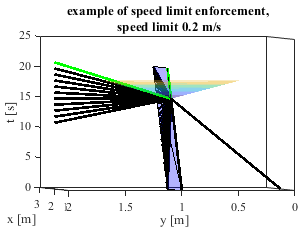 example of speed limit enforcement,
speed limit 0.2 m/s
25
20
15
10
5
0
t [s]
3 2 1.5 1 0.5 0
x [m] y [m]